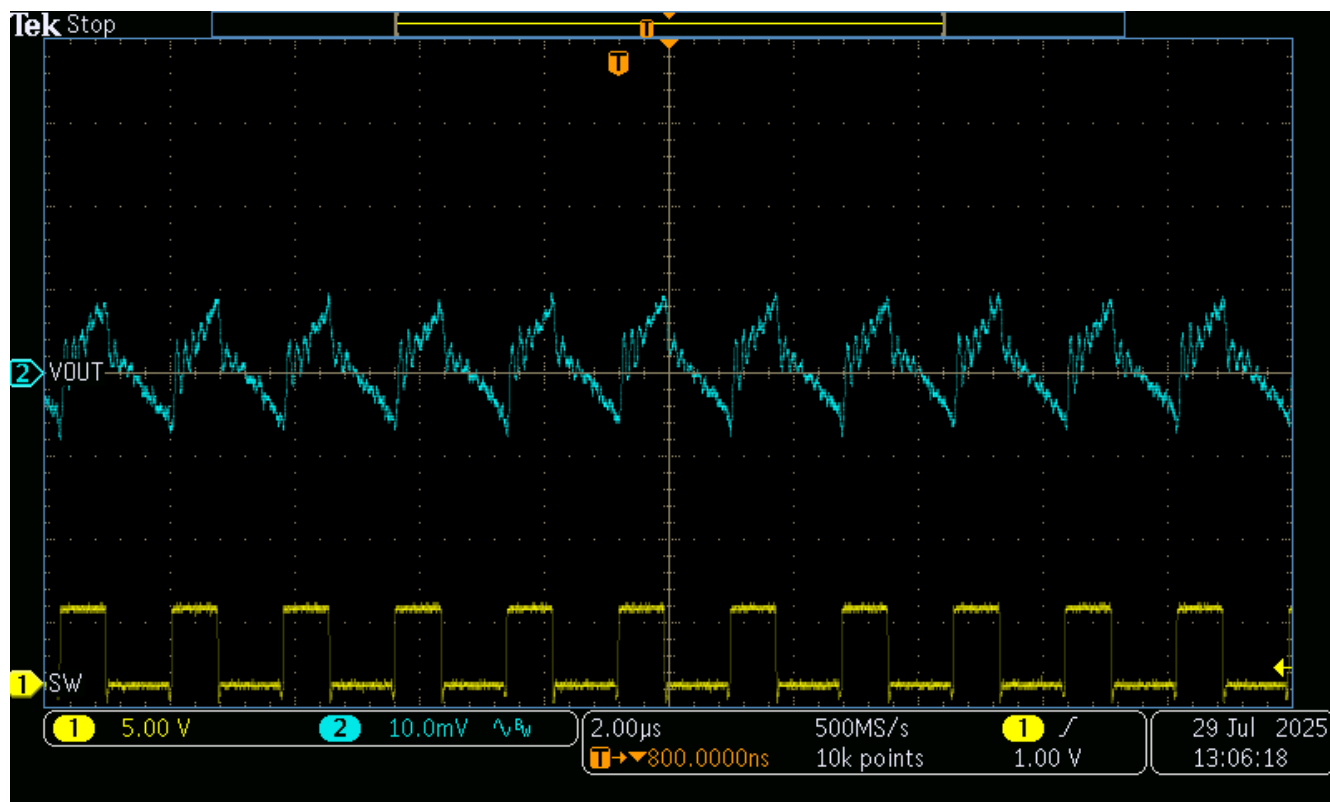 Tek Stop
T
T
2 VOUT
1 SW
1 5.00 V 2 10.0mV BW 2.00µs 500MS/s 1 29 Jul 2025
T→▼800.0000ns 10k points 1.00 V 13:06:18